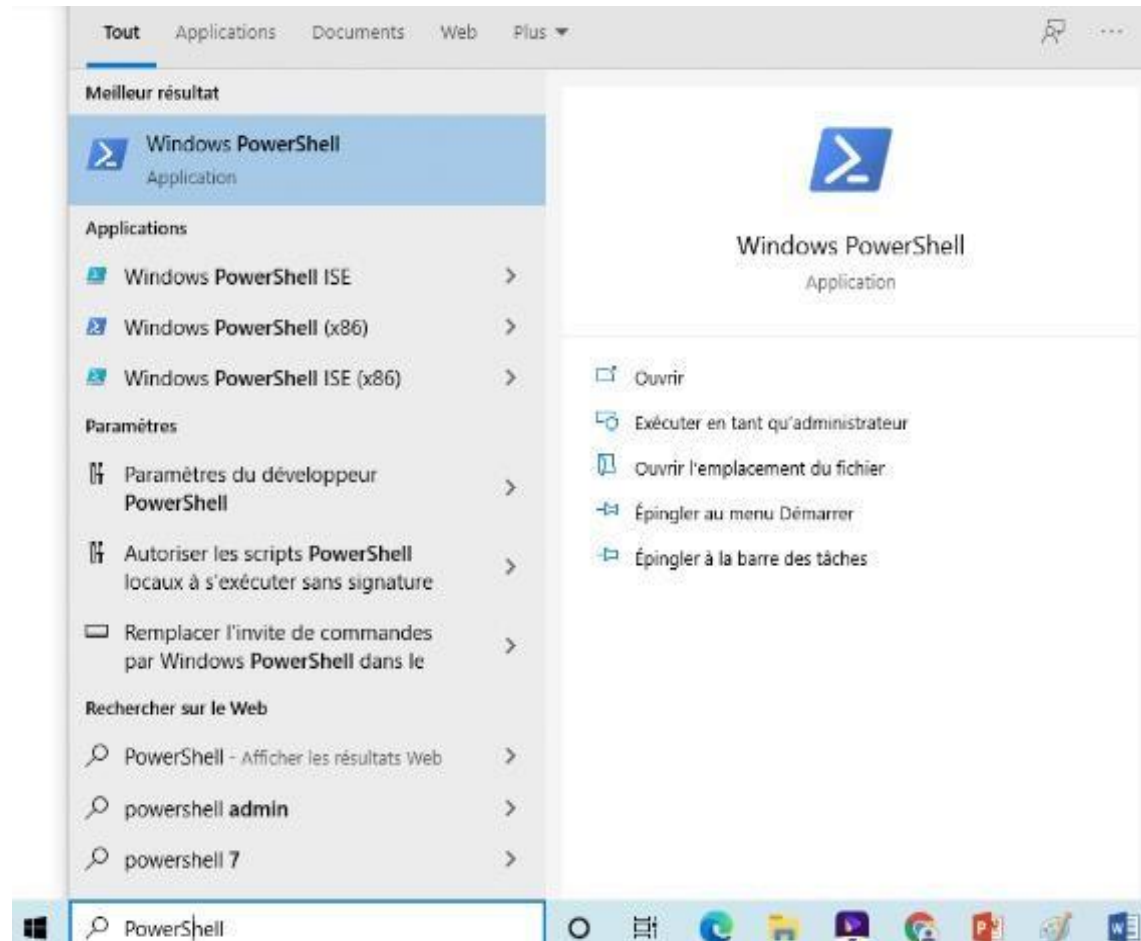 Tout Applications Documents Web Plus
Meilleur résultat
Windows PowerShell
Application
Applications
Windows PowerShell ISE
Windows PowerShell (x86)
Windows PowerShell ISE (x86)
Paramètres
Paramètres du développeur
PowerShell
Autoriser les scripts PowerShell
locaux à s'exécuter sans signature
Remplacer l'invite de commandes
par Windows PowerShell dans le
Rechercher sur le Web
PowerShell - Afficher les résultats Web
powershell admin
powershell 7
PowerShell
Windows PowerShell
Application
Ouvrir
Exécuter en tant qu'administrateur
Ouvrir l'emplacement du fichier
Épingler au menu Démarrer
Épingler à la barre des tâches